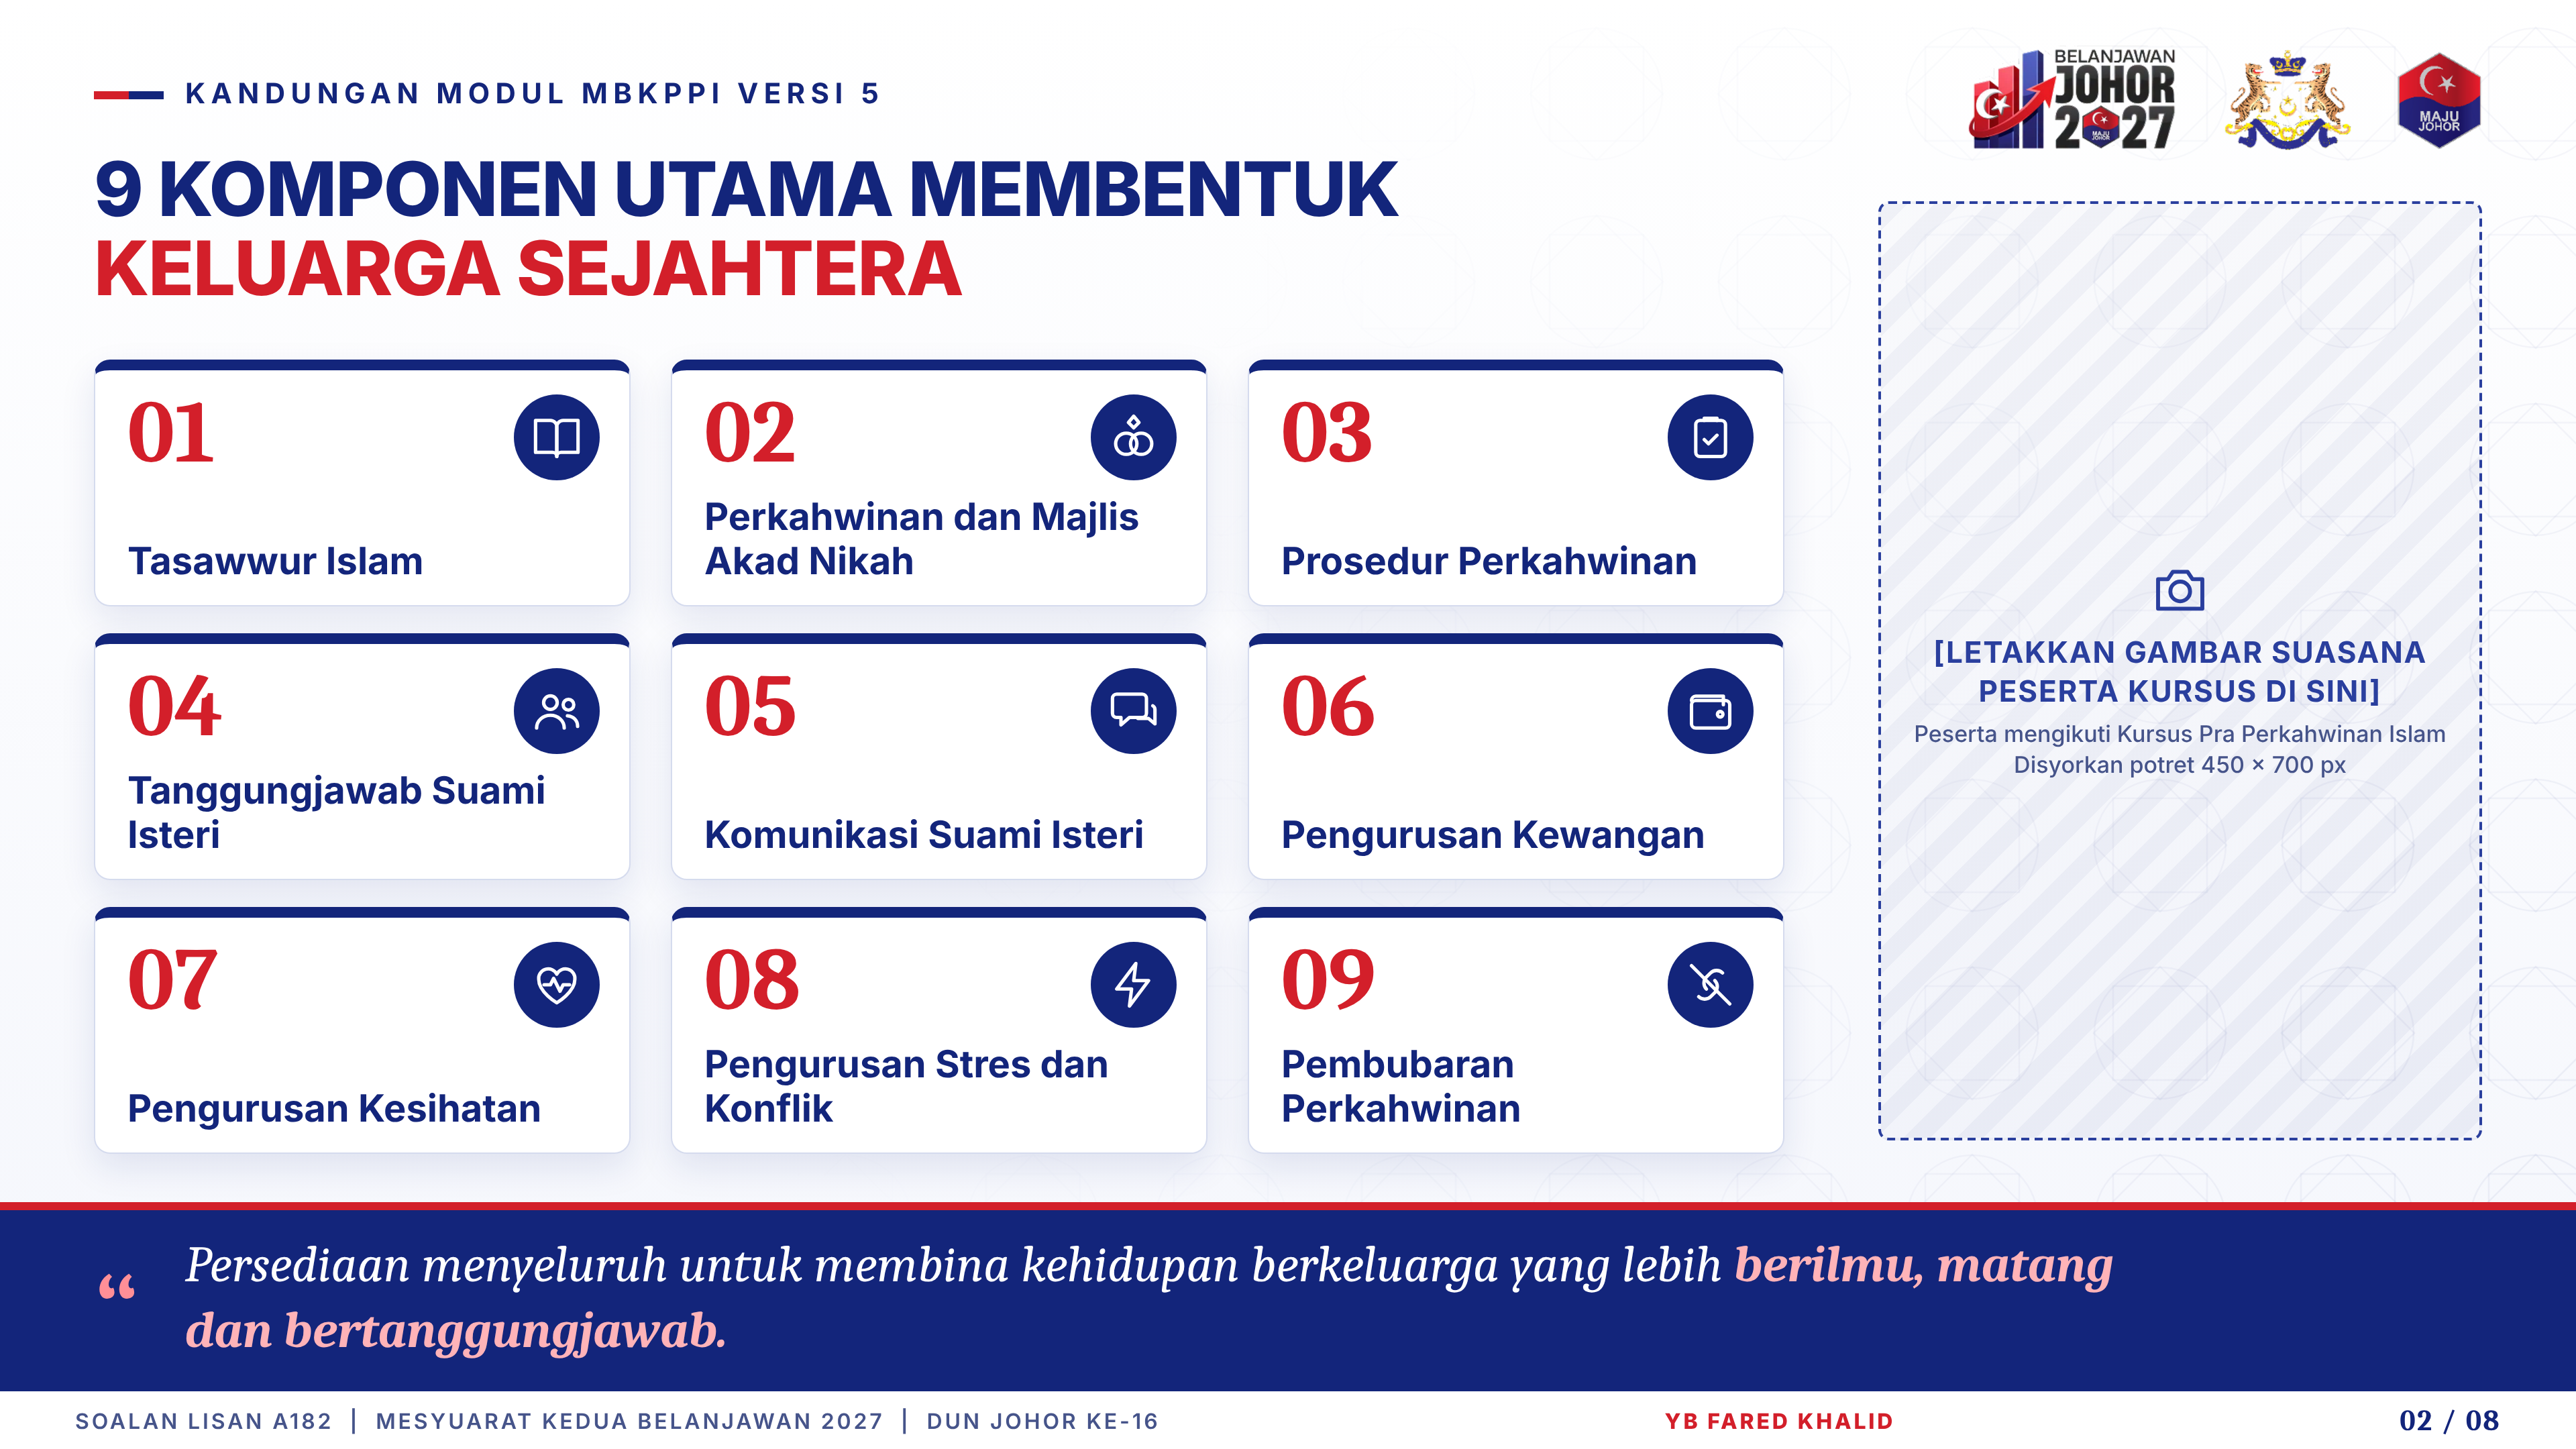 KANDUNGAN MODUL MBKPPI VERSI 5
BELANJAWAN
JOHOR
2027
MAJU
JOHOR
MAJU
JOHOR
9 KOMPONEN UTAMA MEMBENTUK
KELUARGA SEJAHTERA
01
Tasawwur Islam
02
Perkahwinan dan Majlis
Akad Nikah
03
Prosedur Perkahwinan
04
Tanggungjawab Suami
Isteri
05
Komunikasi Suami Isteri
06
Pengurusan Kewangan
07
Pengurusan Kesihatan
08
Pengurusan Stres dan
Konflik
09
Pembubaran
Perkahwinan
[LETAKKAN GAMBAR SUASANA
PESERTA KURSUS DI SINI]
Peserta mengikuti Kursus Pra Perkahwinan Islam
Disyorkan potret 450 × 700 px
“ Persediaan menyeluruh untuk membina kehidupan berkeluarga yang lebih berilmu, matang
dan bertanggungjawab.
SOALAN LISAN A182 | MESYUARAT KEDUA BELANJAWAN 2027 | DUN JOHOR KE-16
YB FARED KHALID
02 / 08